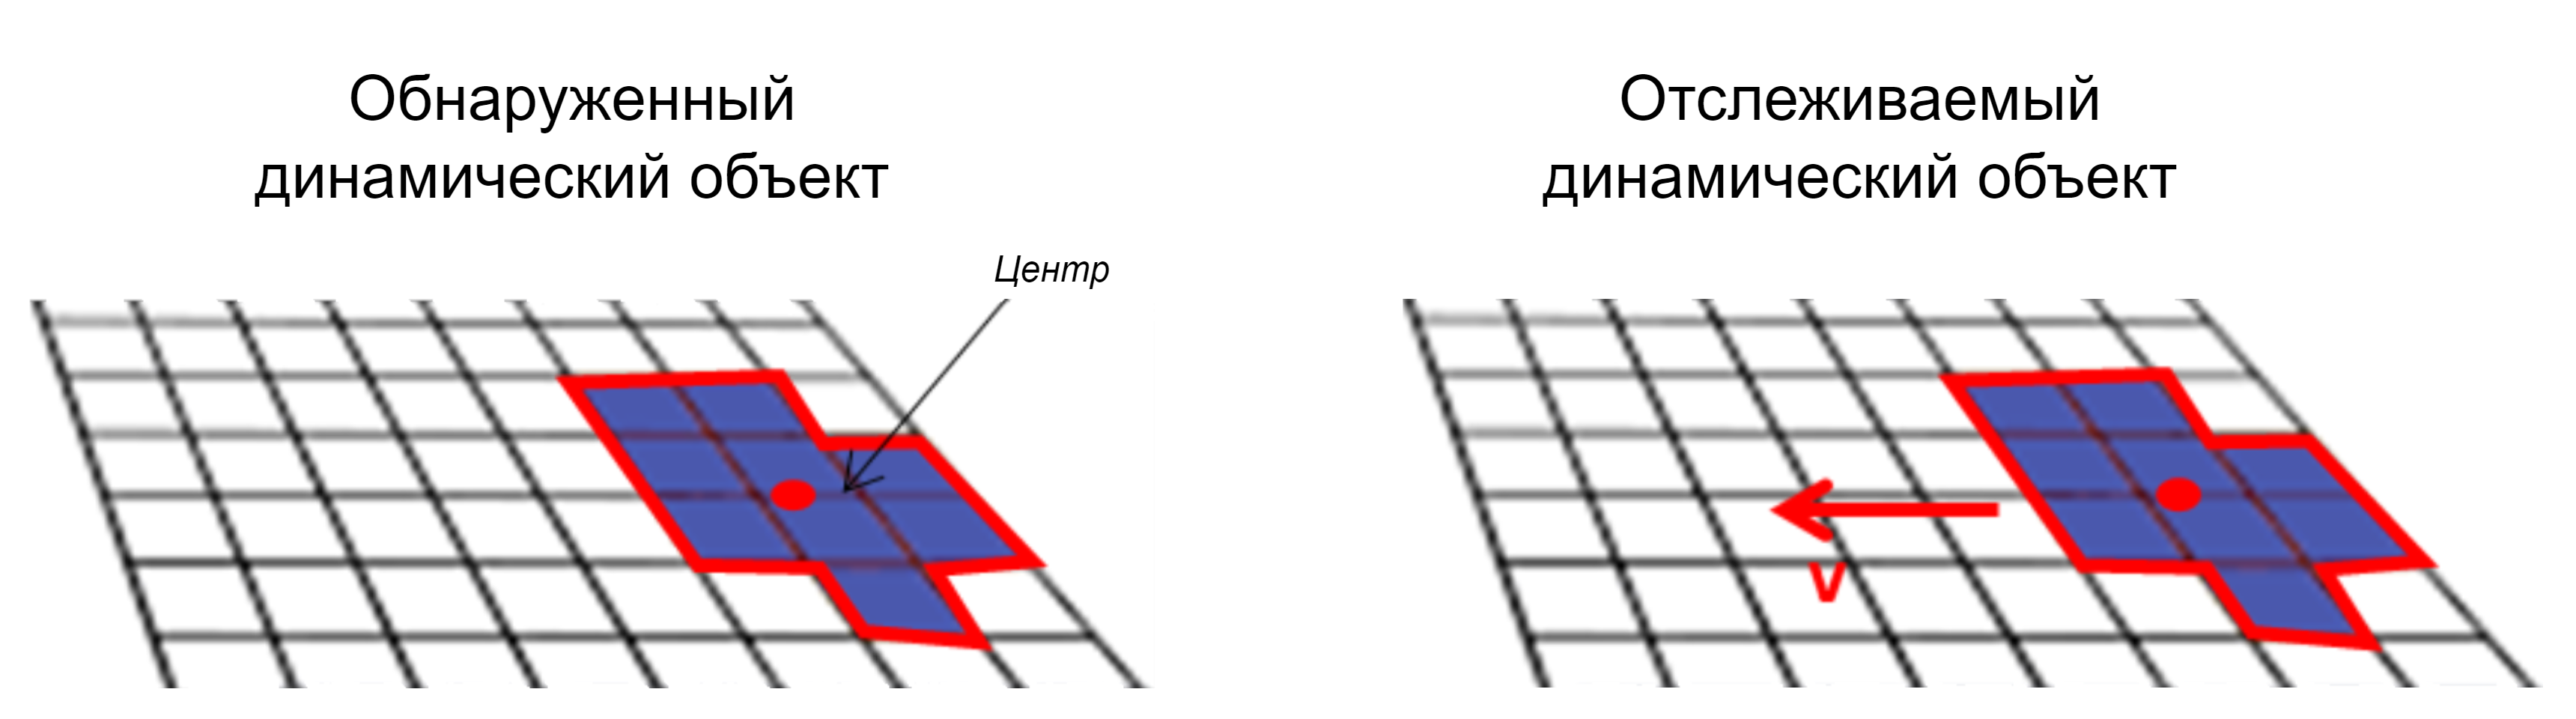 Обнаруженный
динамический объект
Центр
Отслеживаемый
динамический объект
v